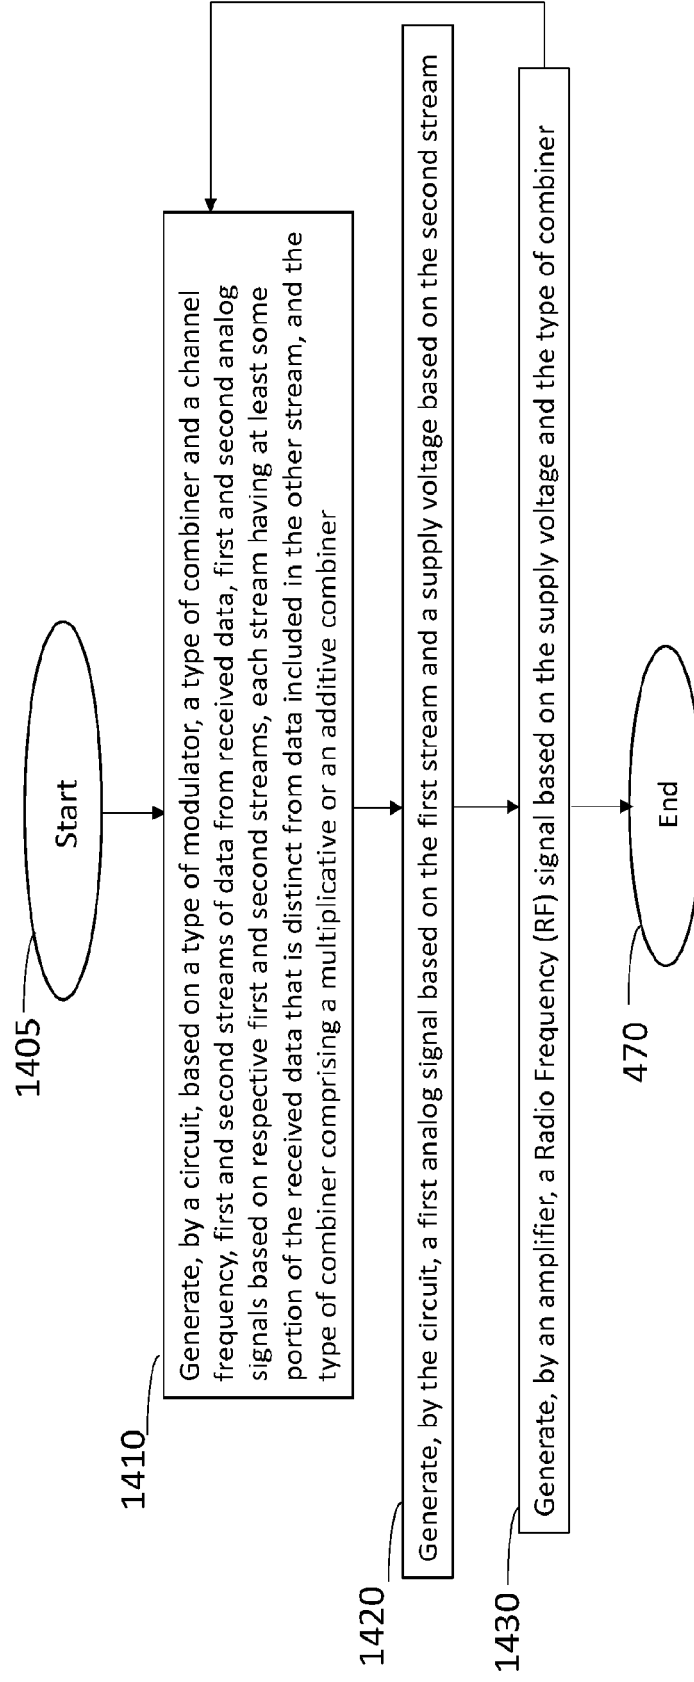 1405
Start
1410
Generate, by a circuit, based on a type of modulator, a type of combiner and a channel
frequency, first and second streams of data from received data, first and second analog
signals based on respective first and second streams, each stream having at least some
portion of the received data that is distinct from data included in the other stream, and the
type of combiner comprising a multiplicative or an additive combiner
1420
Generate, by the circuit, a first analog signal based on the first stream and a supply voltage based on the second stream
1430
Generate, by an amplifier, a Radio Frequency (RF) signal based on the supply voltage and the type of combiner
470
End